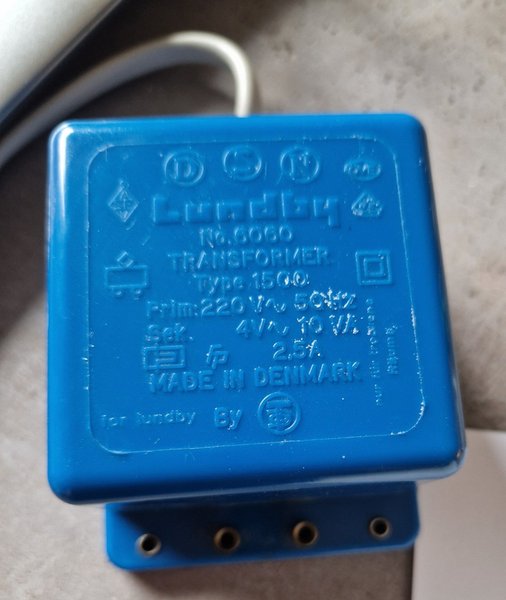 D S N
Lundby
No.6060
TRANSFORMER
Type 1500
Prim: 220 V~ 50HZ
Sek. 4V~ 10 VA
2.5A
MADE IN DENMARK
for lundby By